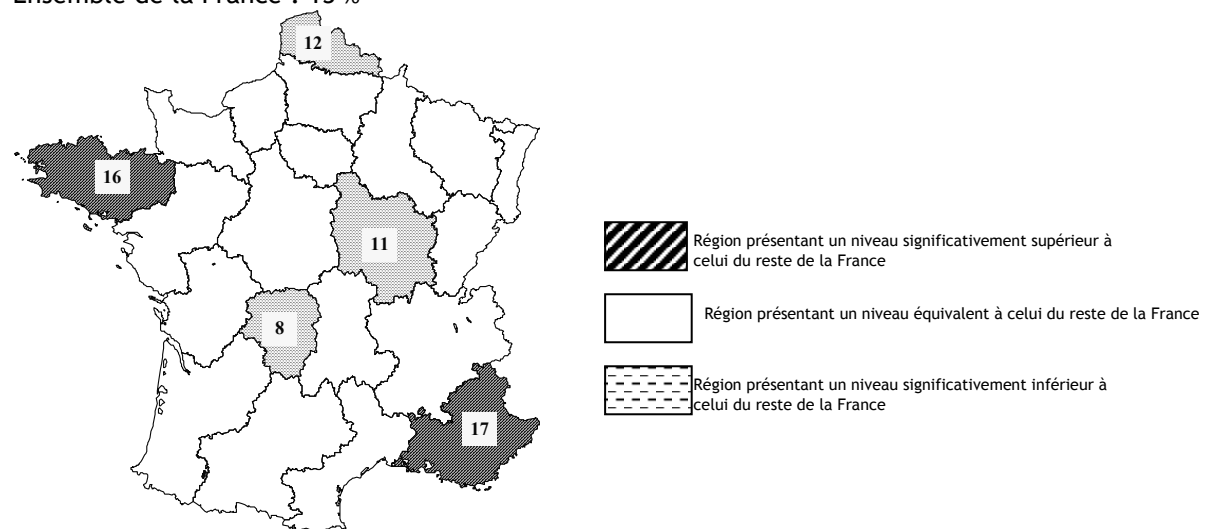 Ensemble de la France : %
12
16
11
8
17
Région présentant un niveau significativement supérieur à
celui du reste de la France
Région présentant un niveau équivalent à celui du reste de la France
Région présentant un niveau significativement inférieur à
celui du reste de la France